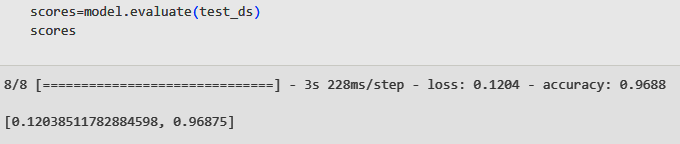 scores=model.evaluate(test_ds)
scores
8/8 [==============================] - 3s 228ms/step - loss: 0.1204 - accuracy: 0.9688
[0.12038511782884598, 0.96875]